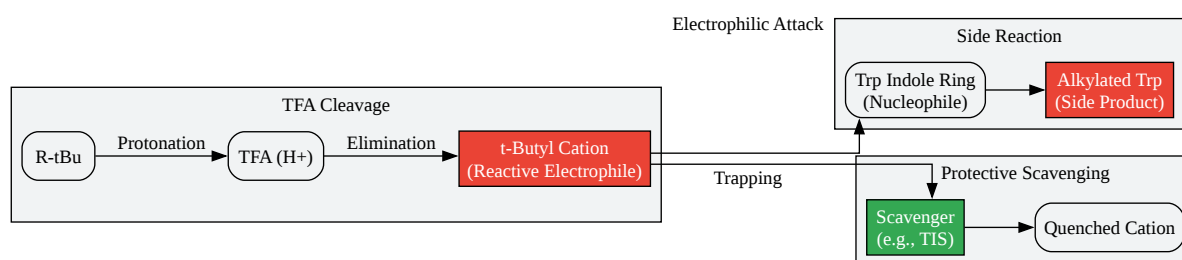 Electrophilic Attack
Side Reaction
Trp Indole Ring
(Nucleophile)
Alkylated Trp
(Side Product)
TFA Cleavage
R-tBu
Protonation
TFA (H+)
Elimination
t-Butyl Cation
(Reactive Electrophile)
Trapping
Protective Scavenging
Scavenger
(e.g., TIS)
Quenched Cation